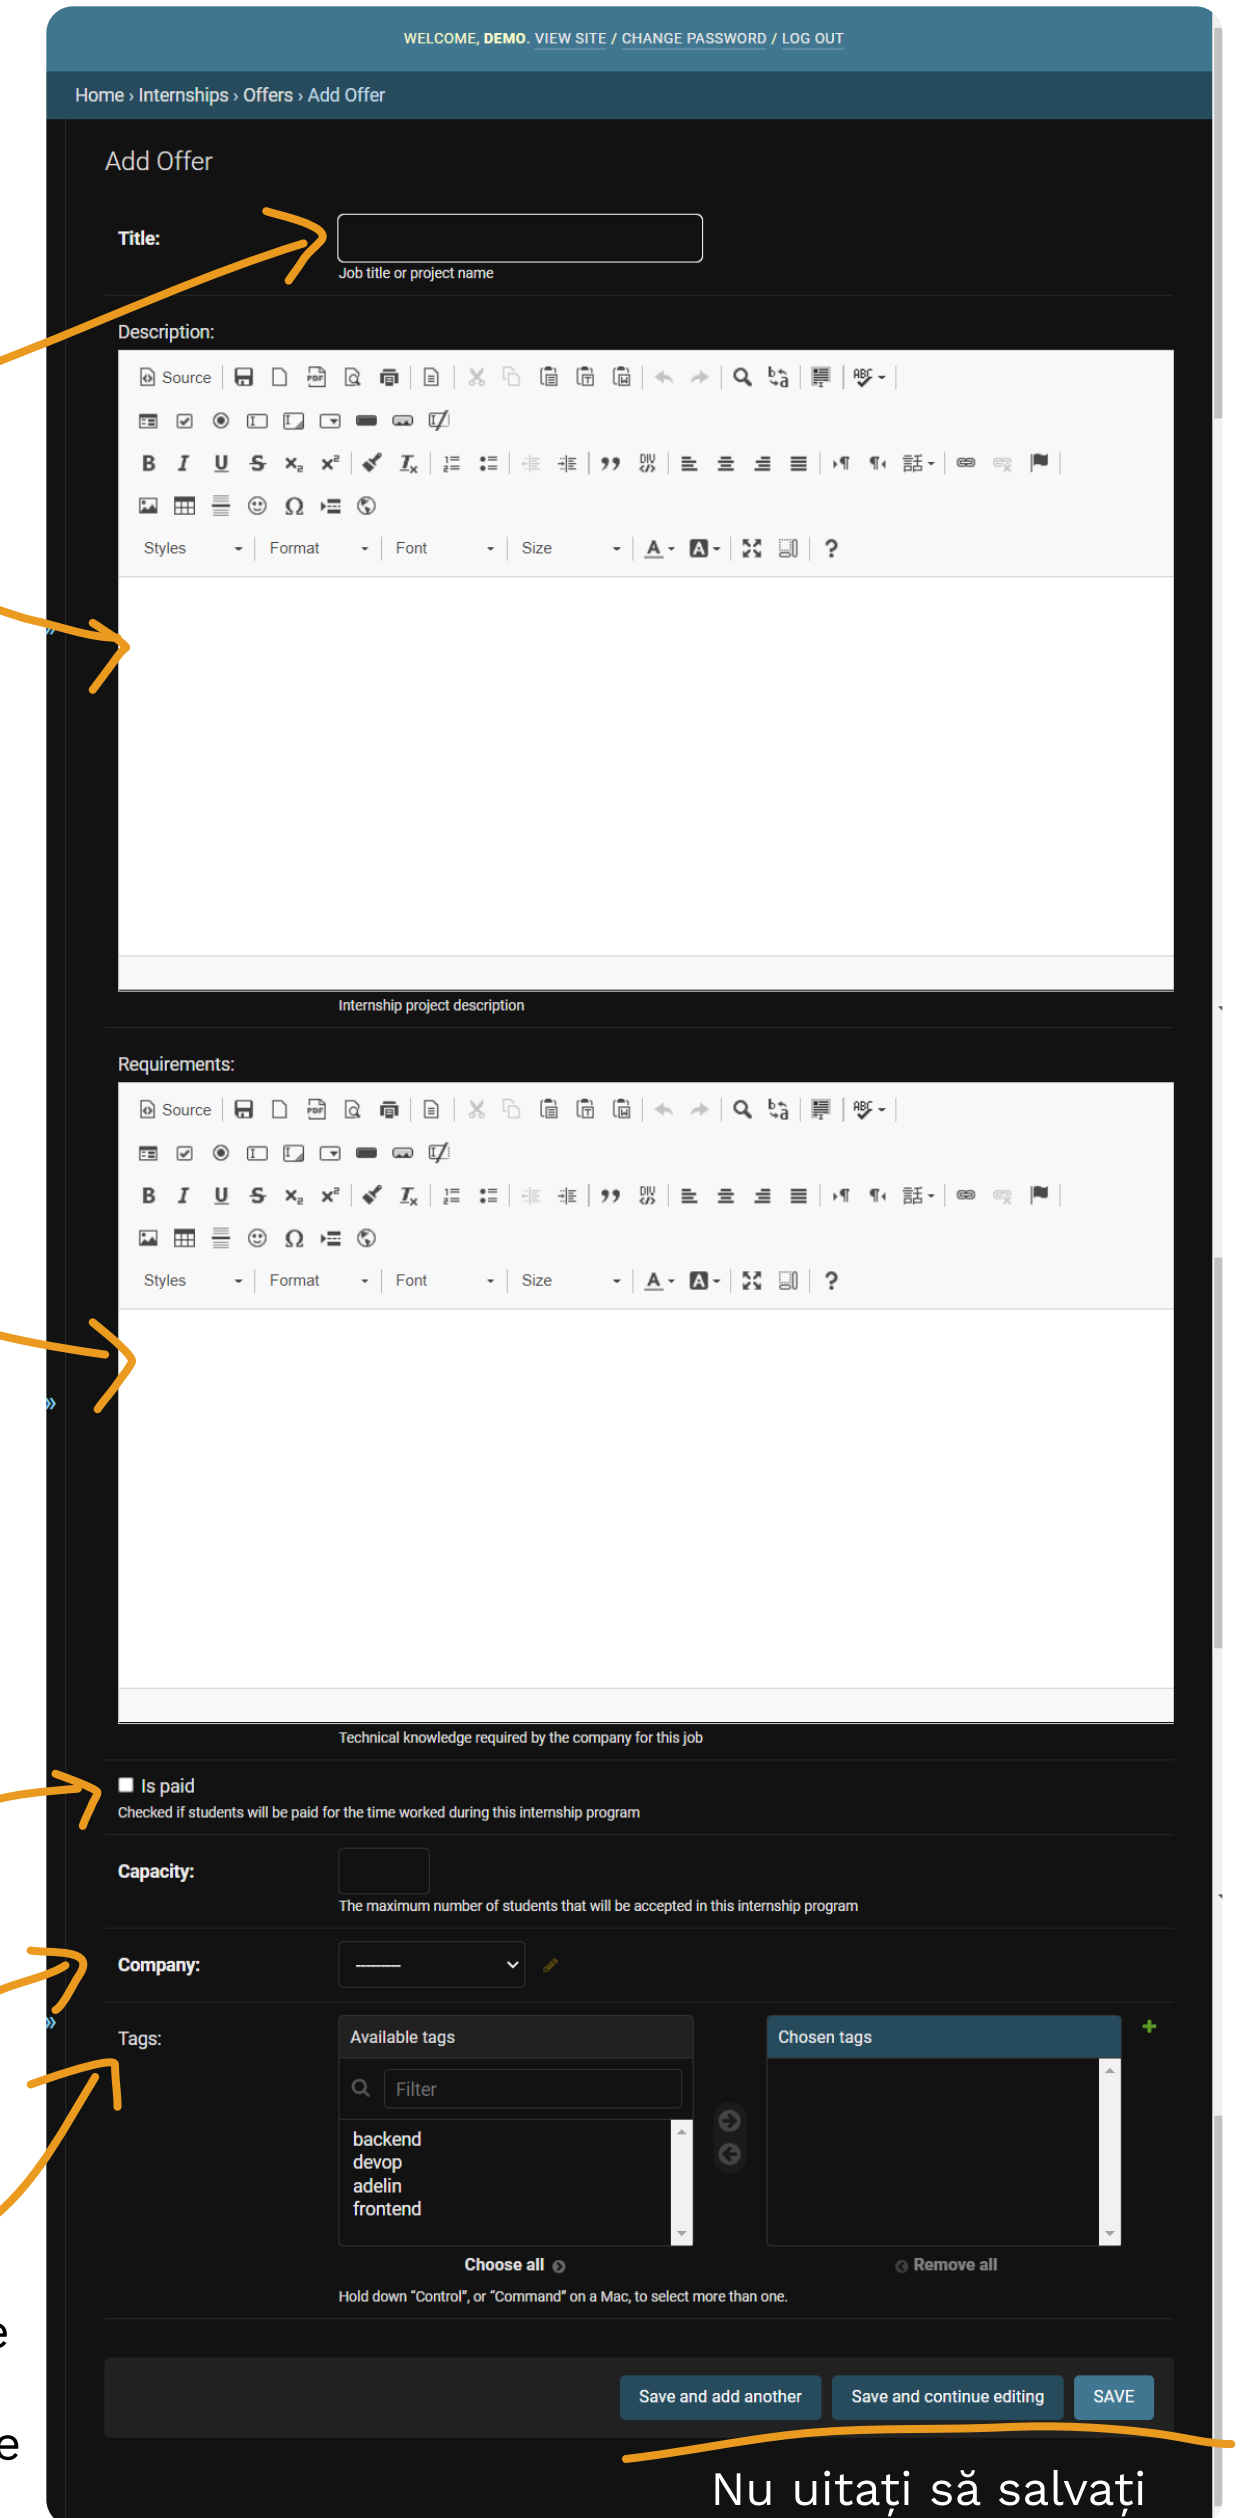 WELCOME, DEMO. VIEW SITE / CHANGE PASSWORD / LOG OUT
Home › Internships › Offers › Add Offer
Add Offer
Title:
Job title or project name
Description:
Source
Styles Format Font Size
Internship project description
Requirements:
Source
Styles Format Font Size
Technical knowledge required by the company for this job
Is paid
Checked if students will be paid for the time worked during this internship program
Capacity:
The maximum number of students that will be accepted in this internship program
Company:
---------
Tags:
Available tags
Chosen tags
Filter
backend
devop
adelin
frontend
Choose all
Remove all
Hold down “Control”, or “Command” on a Mac, to select more than one.
e
Save and add another Save and continue editing SAVE
e
Nu uitați să salvați